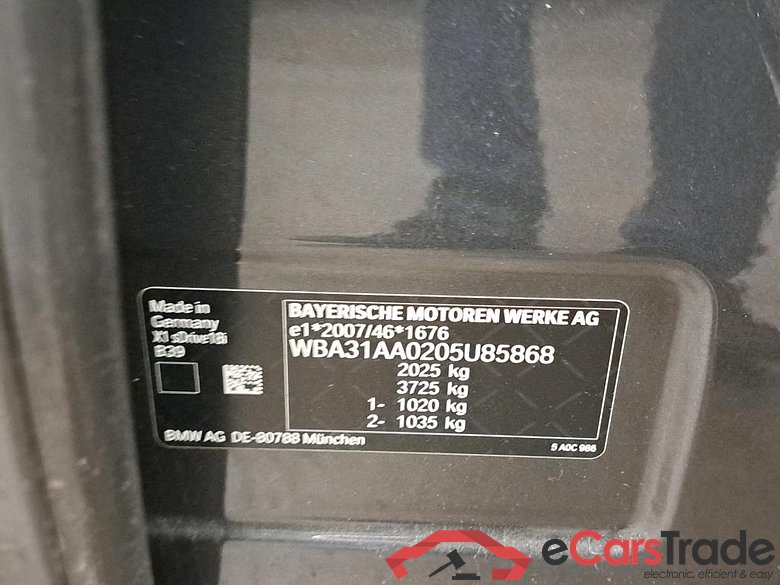 Made in
Germany
X1 sDrive18i
B39
BAYERISCHE MOTOREN WERKE AG
e1*2007/46*1676
WBA31AA0205U85868
2025 kg
3725 kg
1- 1020 kg
2- 1035 kg
BMW AG DE-80788 München
5 A0C 986
eCarsTrade
electronic, efficient & easy